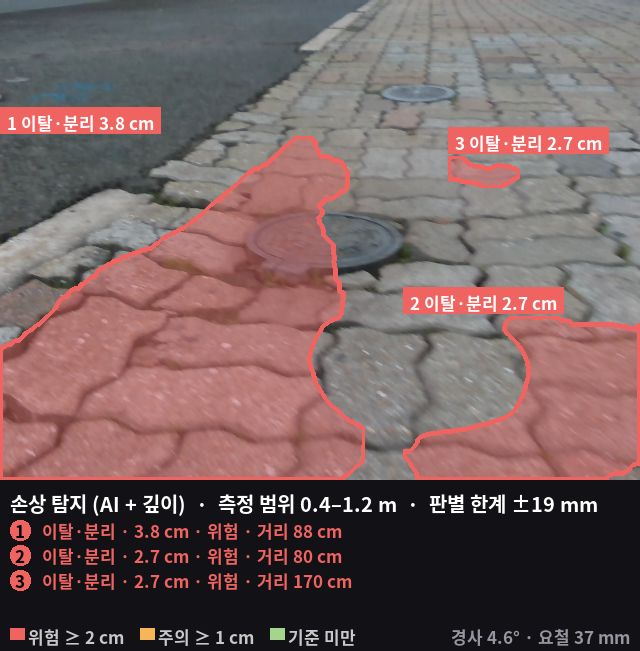 1 이탈·분리 3.8 cm
3 이탈·분리 2.7 cm
2 이탈·분리 2.7 cm
손상 탐지 (AI + 깊이) · 측정 범위 0.4–1.2 m · 판별 한계 ±19 mm
1 이탈·분리 · 3.8 cm · 위험 · 거리 88 cm
2 이탈·분리 · 2.7 cm · 위험 · 거리 80 cm
3 이탈·분리 · 2.7 cm · 위험 · 거리 170 cm
위험 ≥ 2 cm 주의 ≥ 1 cm 기준 미만 경사 4.6° · 요철 37 mm